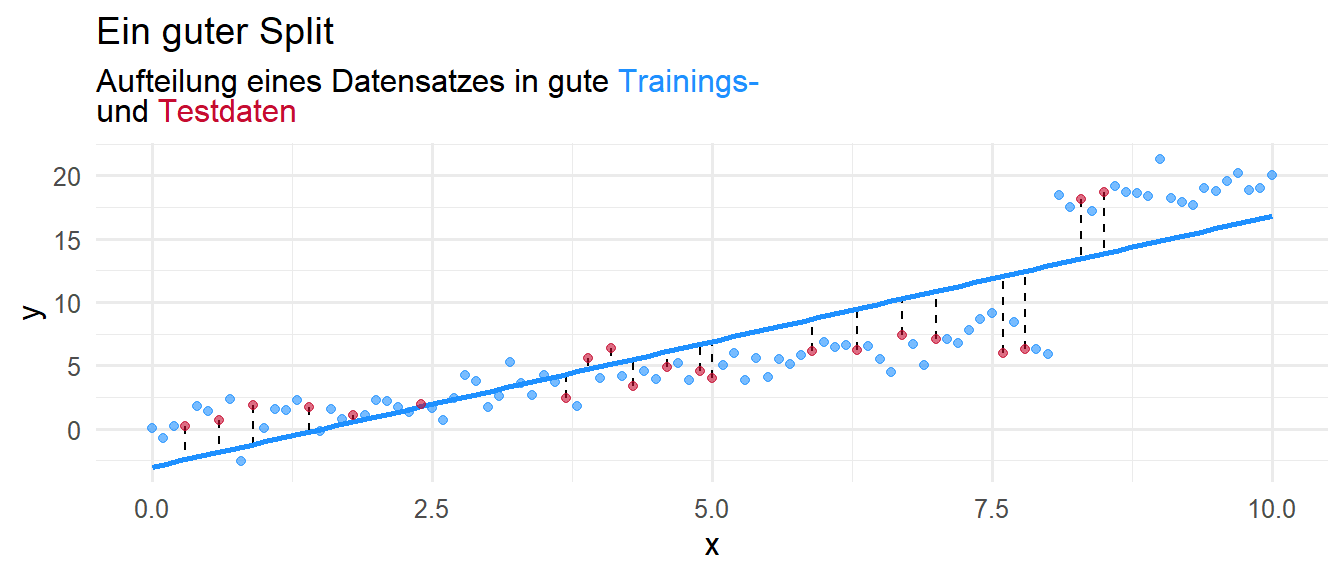 Ein guter Split
Aufteilung eines Datensatzes in gute Trainings-
und Testdaten
20
15
10
5
0
y
0.0 2.5 5.0 7.5 10.0
x